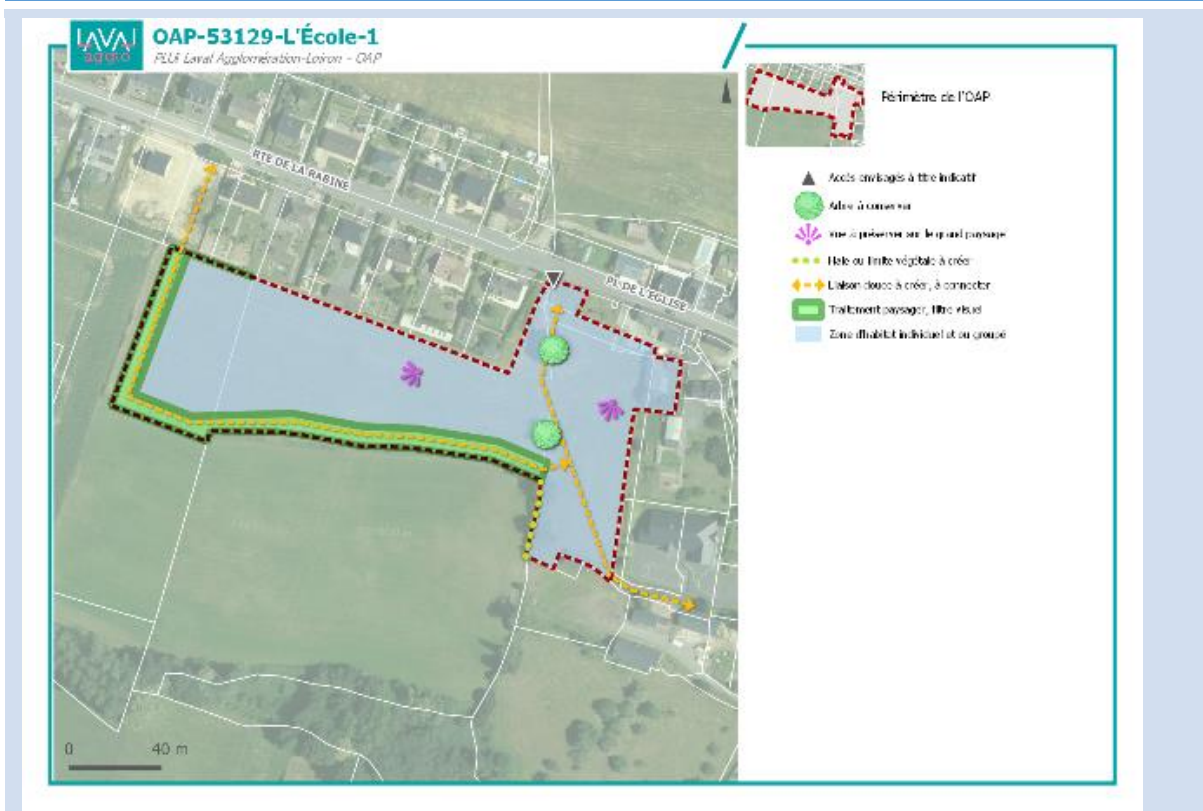 LAVAL
agglo
OAP-53129-L'École-1
PLUi Laval Agglomération-Loiron - OAP
Périmètre de l'OAP
RTE DE LA RABINE
PL DE L'EGLISE
Accès envisagés à titre indicatif
Arbre à conserver
Vue à préserver sur le grand paysage
Haie ou limite végétale à créer
Liaison douce à créer, à connecter
Traitement paysager, filtre visuel
Zone d'habitat individuel et ou groupé
0 40 m